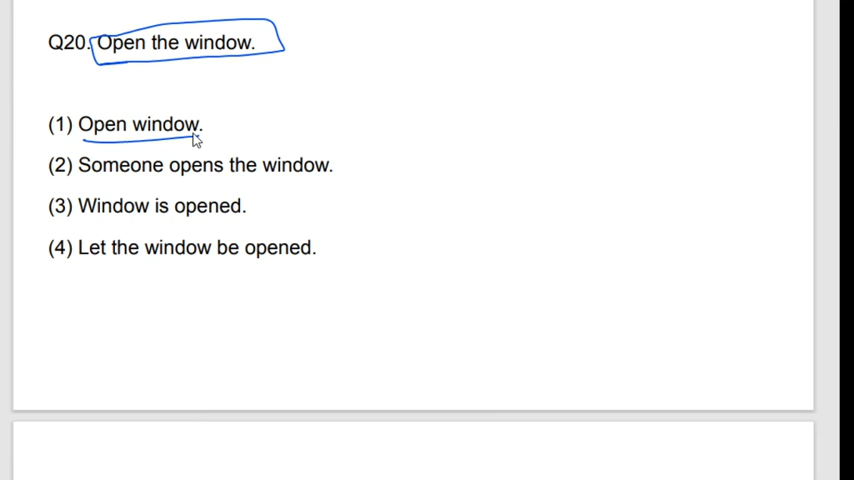 Q20. Open the window.
(1) Open window.
(2) Someone opens the window.
(3) Window is opened.
(4) Let the window be opened.